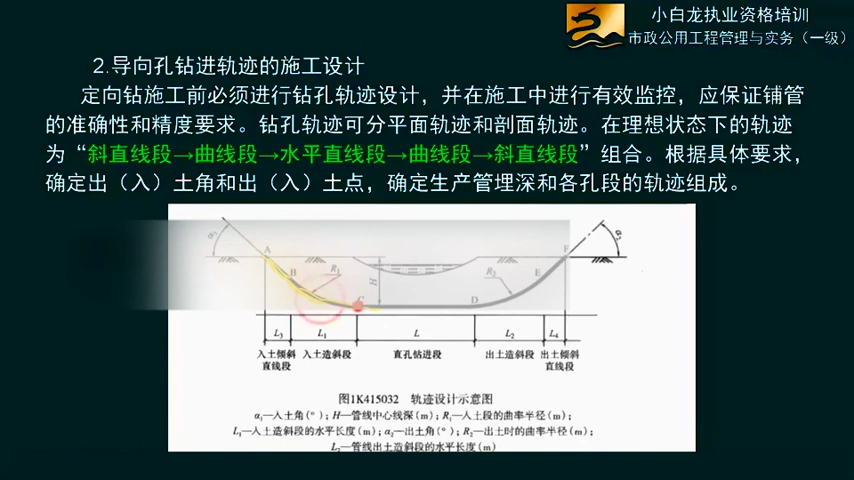 小白龙执业资格培训
市政公用工程管理与实务（一级）
2.导向孔钻进轨迹的施工设计
定向钻施工前必须进行钻孔轨迹设计，并在施工中进行有效监控，应保证铺管
的准确性和精度要求。钻孔轨迹可分平面轨迹和剖面轨迹。在理想状态下的轨迹
为“斜直线段→曲线段→水平直线段→曲线段→斜直线段”组合。根据具体要求，
确定出（入）土角和出（入）土点，确定生产管埋深和各孔段的轨迹组成。
α₁ A B R₁ C H D R₂ E F α₂
L₃ L₁ L L₂ L₄
入土倾斜 入土造斜段 直孔钻进段 出土造斜段 出土倾斜
直线段 直线段
图1K415032 轨迹设计示意图
α₁—入土角(°)；H—管线中心线深(m)；R₁—入土段的曲率半径(m)；
L₁—入土造斜段的水平长度(m)；α₂—出土角(°)；R₂—出土时的曲率半径(m)；
L₂—管线出土造斜段的水平长度(m)